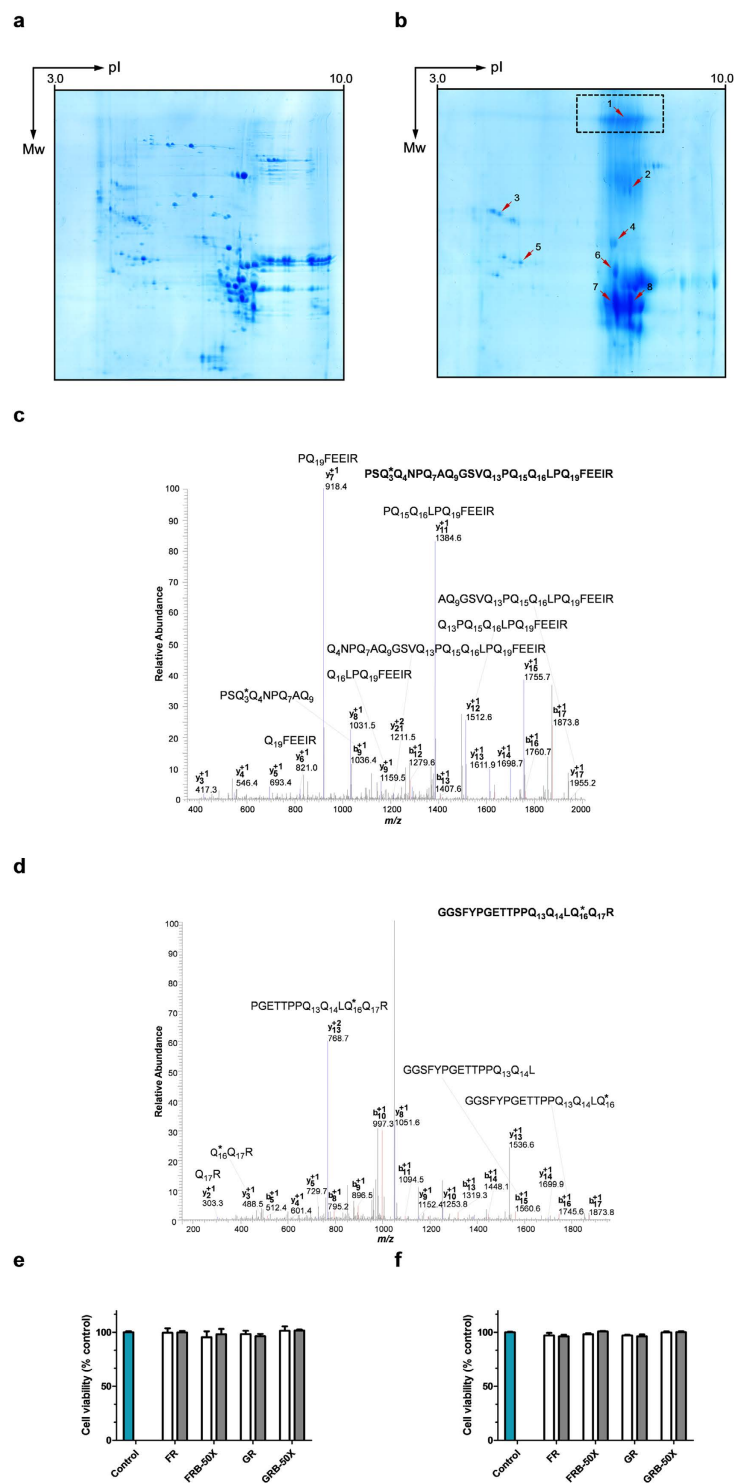 a
b
pI
3.0
10.0
Mw
pI
3.0
10.0
Mw
1
2
3
4
5
6
7
8
c
PSQ₃*Q₄NPQ₇AQ₉GSVQ₁₃PQ₁₅Q₁₆LPQ₁₉FEEIR
PQ₁₉FEEIR
y₇⁺¹
918.4
PQ₁₅Q₁₆LPQ₁₉FEEIR
y₁₁⁺¹
1384.6
AQ₉GSVQ₁₃PQ₁₅Q₁₆LPQ₁₉FEEIR
Q₁₃PQ₁₅Q₁₆LPQ₁₉FEEIR
Q₄NPQ₇AQ₉GSVQ₁₃PQ₁₅Q₁₆LPQ₁₉FEEIR
Q₁₆LPQ₁₉FEEIR
PSQ₃*Q₄NPQ₇AQ₉
Q₁₉FEEIR
y₃⁺¹
417.3
y₄⁺¹
546.4
y₅⁺¹
693.4
y₆⁺¹
821.0
y₈⁺¹
1031.5
b₉⁺¹
1036.4
y₉⁺¹
1159.5
y₂₁⁺²
1211.5
b₁₂⁺¹
1279.6
b₁₃⁺¹
1407.6
y₁₂⁺¹
1512.6
y₁₃⁺¹
1611.9
y₁₄⁺¹
1698.7
y₁₅⁺¹
1755.7
b₁₆⁺¹
1760.7
b₁₇⁺¹
1873.8
y₁₇⁺¹
1955.2
Relative Abundance
100
90
80
70
60
50
40
30
20
10
0
400 600 800 1000 1200 1400 1600 1800 2000
m/z
d
GGSFYPGETTPPQ₁₃Q₁₄LQ₁₆*Q₁₇R
PGETTPPQ₁₃Q₁₄LQ₁₆*Q₁₇R
y₁₃⁺²
768.7
GGSFYPGETTPPQ₁₃Q₁₄L
GGSFYPGETTPPQ₁₃Q₁₄LQ₁₆*
Q₁₆*Q₁₇R
Q₁₇R
y₂⁺¹
303.3
y₃⁺¹
488.5
b₅⁺¹
512.4
y₄⁺¹
601.4
y₅⁺¹
729.7
b₈⁺¹
795.2
b₉⁺¹
896.5
b₁₀⁺¹
997.3
y₈⁺¹
1051.6
b₁₁⁺¹
1094.5
y₉⁺¹
1152.4
y₁₀⁺¹
1253.8
b₁₃⁺¹
1319.3
b₁₄⁺¹
1448.1
y₁₃⁺¹
1536.6
b₁₅⁺¹
1560.6
y₁₄⁺¹
1699.9
b₁₆⁺¹
1745.6
b₁₇⁺¹
1873.8
Relative Abundance
100
90
80
70
60
50
40
30
20
10
0
200 400 600 800 1000 1200 1400 1600 1800
m/z
e
Cell viability (% control)
100
50
0
Control FR FRB-50X GR GRB-50X
f
Cell viability (% control)
100
50
0
Control FR FRB-50X GR GRB-50X